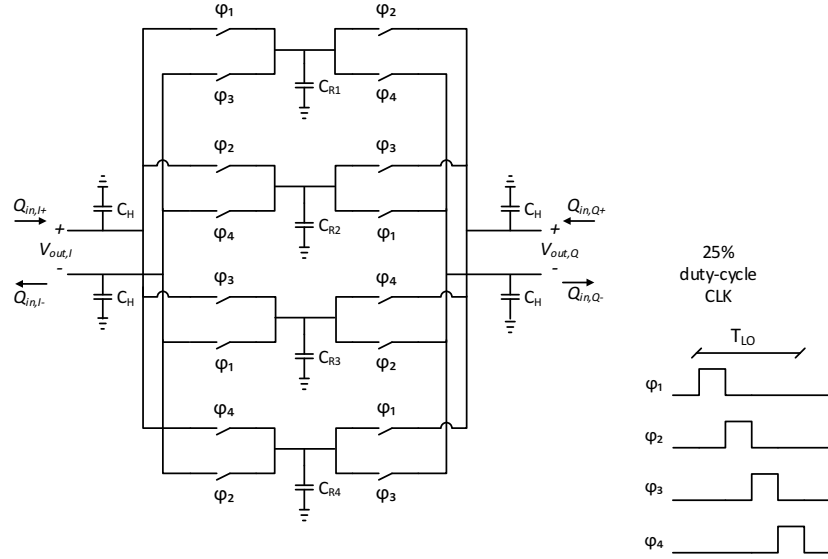 φ₁
φ₂
φ₃
C_R1
φ₄
φ₂
φ₃
φ₄
C_R2
φ₁
Q_in,I+
+
C_H
V_out,I
-
Q_in,I-
C_H
C_H
Q_in,Q+
+
V_out,Q
-
C_H
Q_in,Q-
φ₃
φ₄
φ₁
C_R3
φ₂
φ₄
φ₁
φ₂
C_R4
φ₃
25%
duty-cycle
CLK
T_LO
φ₁
φ₂
φ₃
φ₄